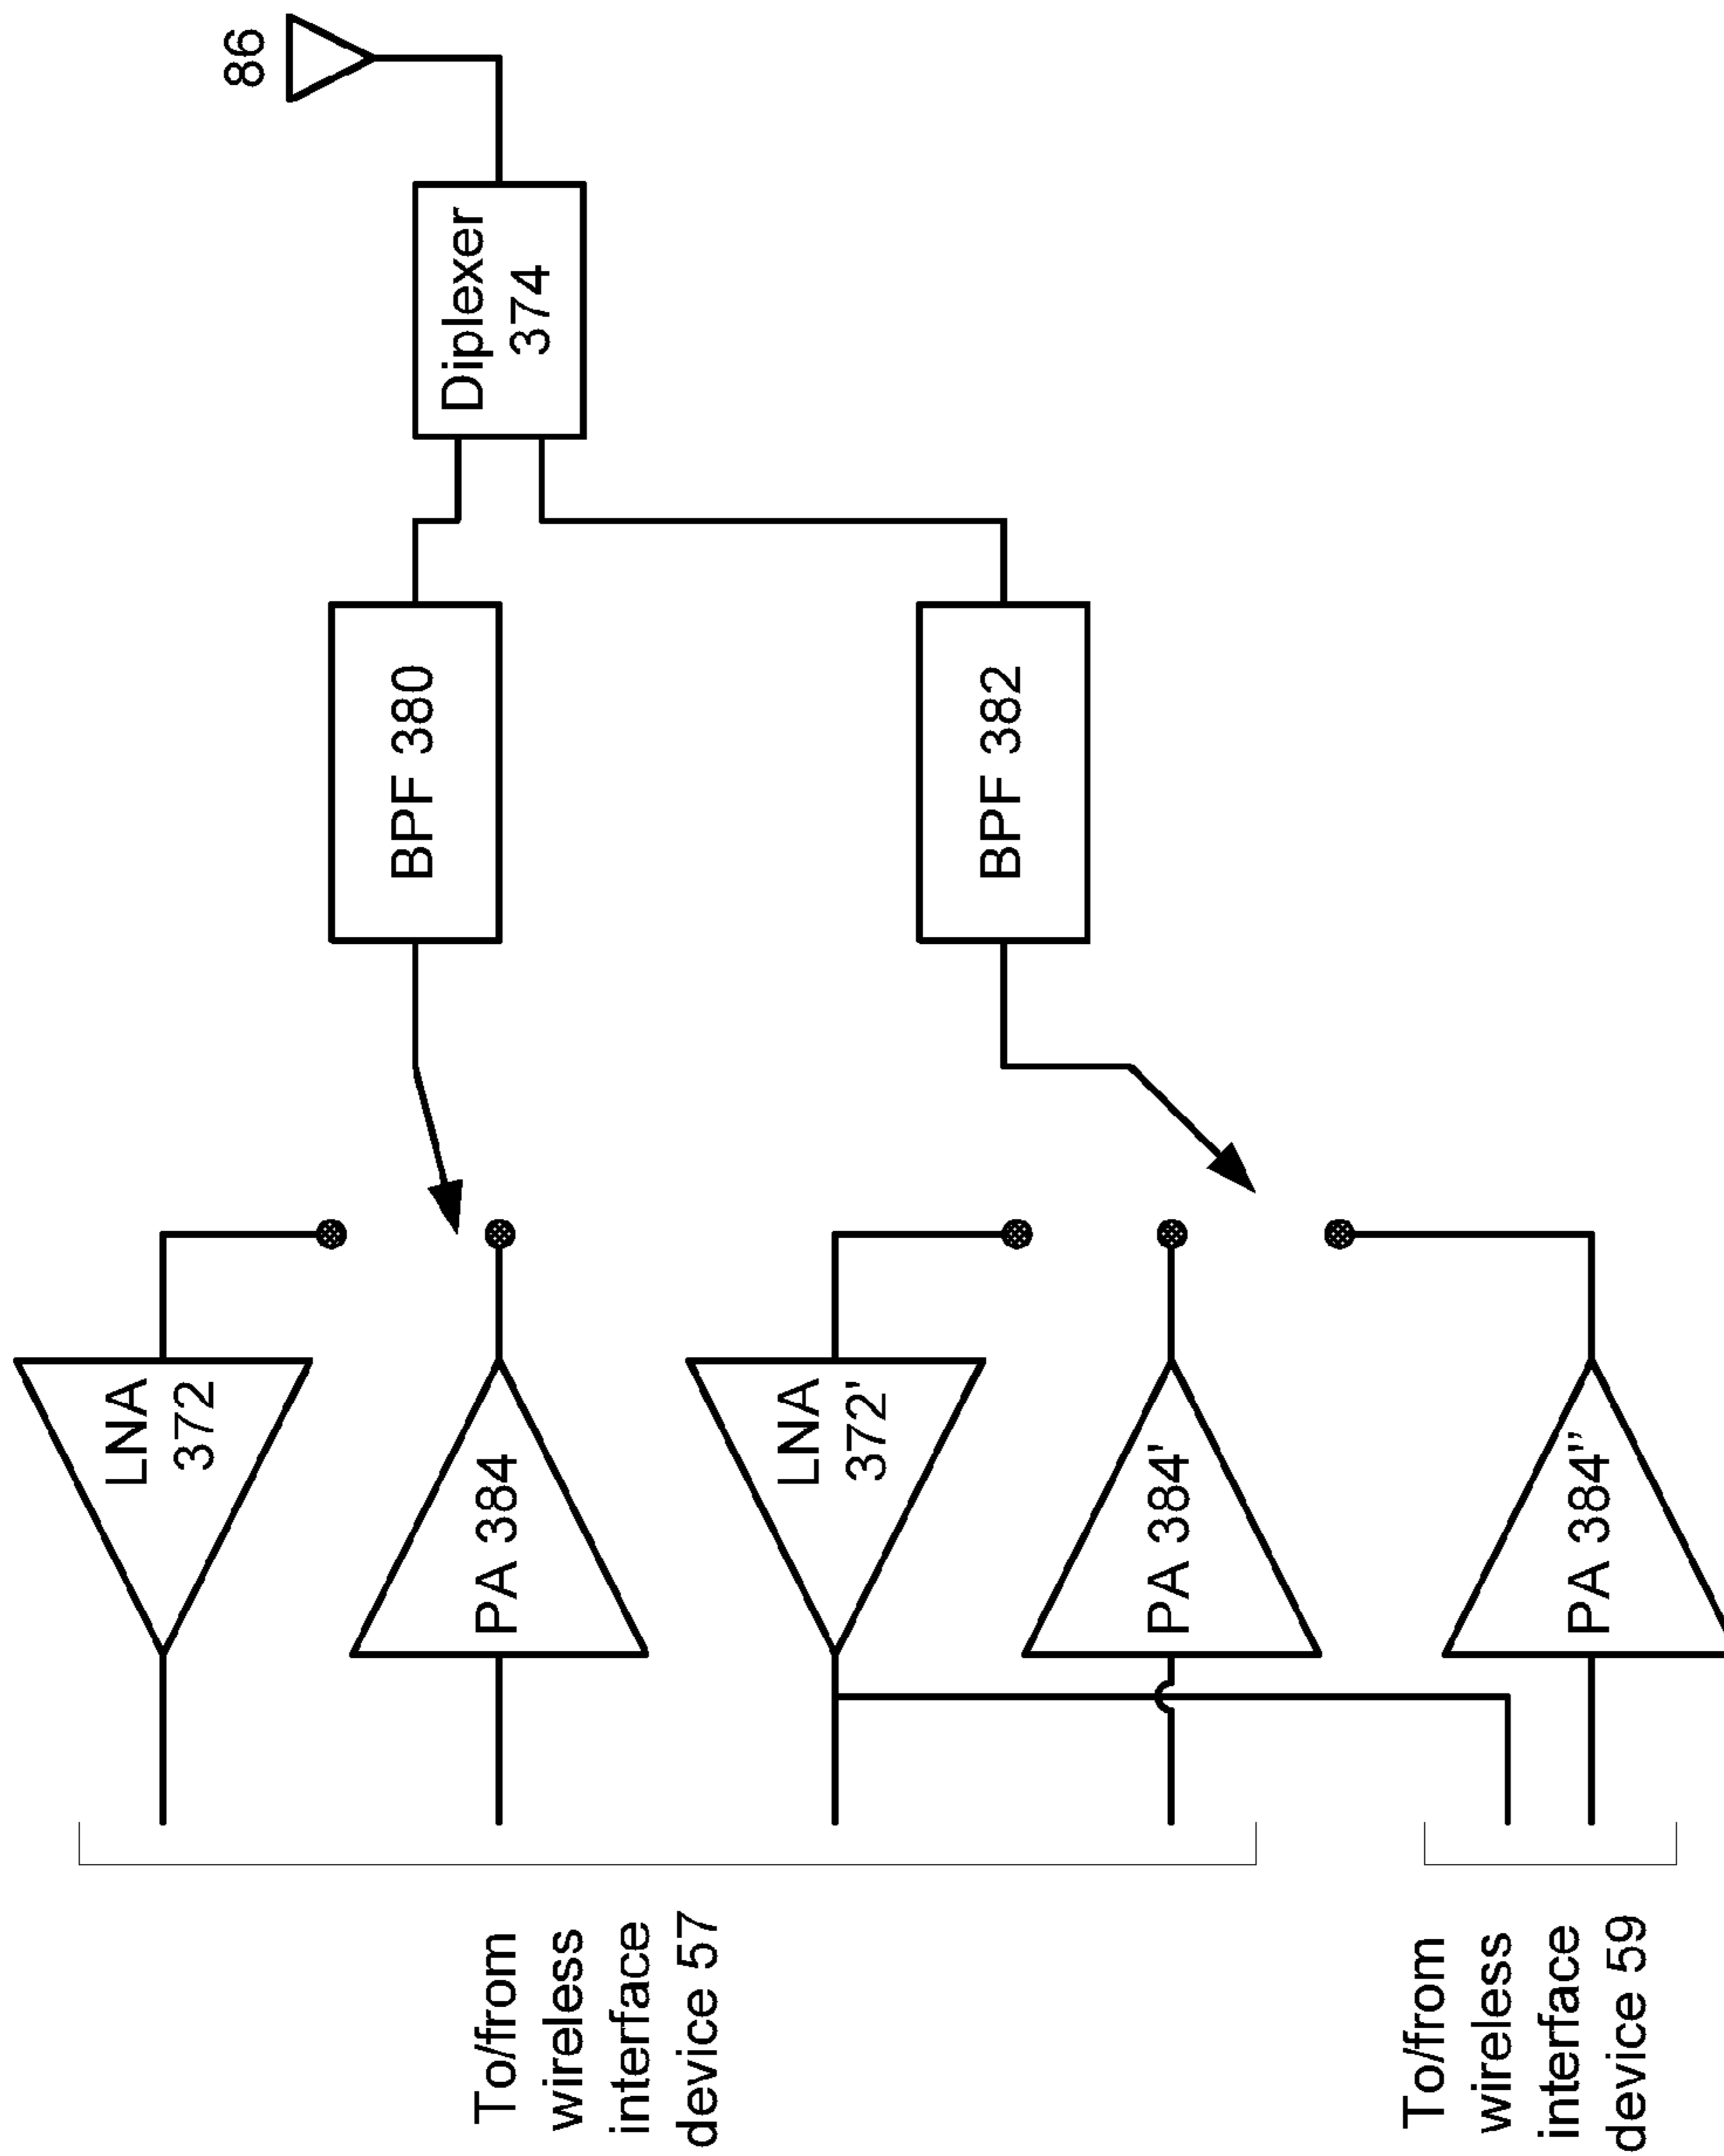 86
Diplexer
374
BPF 380
BPF 382
LNA
372
PA 384
LNA
372'
PA 384'
PA 384''
To/from
wireless
interface
device 57
To/from
wireless
interface
device 59